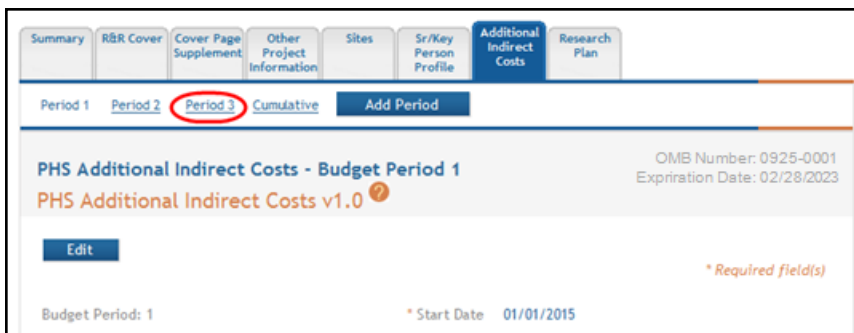 Summary R&R Cover Cover Page Supplement Other Project Information Sites Sr/Key Person Profile Additional Indirect Costs Research Plan
Period 1 Period 2 Period 3 Cumulative Add Period
PHS Additional Indirect Costs - Budget Period 1
PHS Additional Indirect Costs v1.0 ?
OMB Number: 0925-0001
Expriration Date: 02/28/2023
Edit
* Required field(s)
Budget Period: 1 * Start Date 01/01/2015